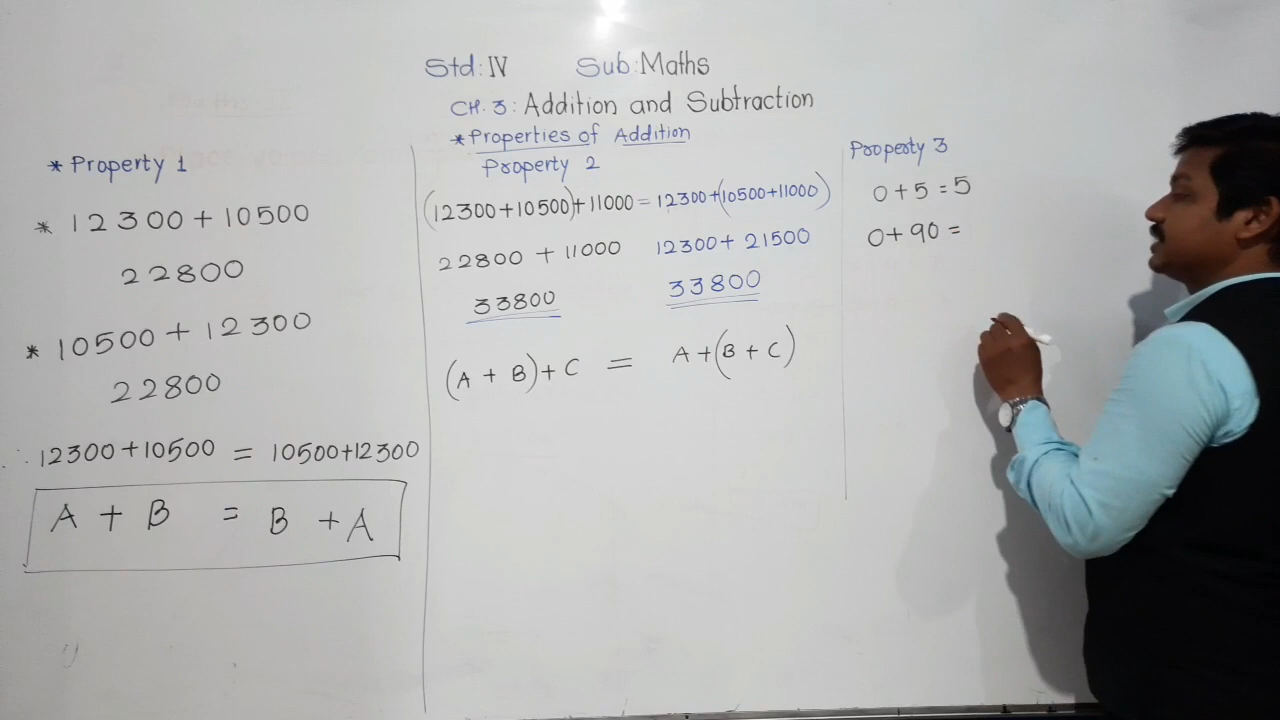 Std: IV Sub: Maths
CH. 3: Addition and Subtraction
* Properties of Addition
* Property 1
* 12300 + 10500
22800
* 10500 + 12300
22800
∴ 12300 + 10500 = 10500 + 12300
A + B = B + A
Property 2
(12300 + 10500) + 11000 = 12300 + (10500 + 11000)
22800 + 11000 12300 + 21500
33800 33800
(A + B) + C = A + (B + C)
Property 3
0 + 5 = 5
0 + 90 =